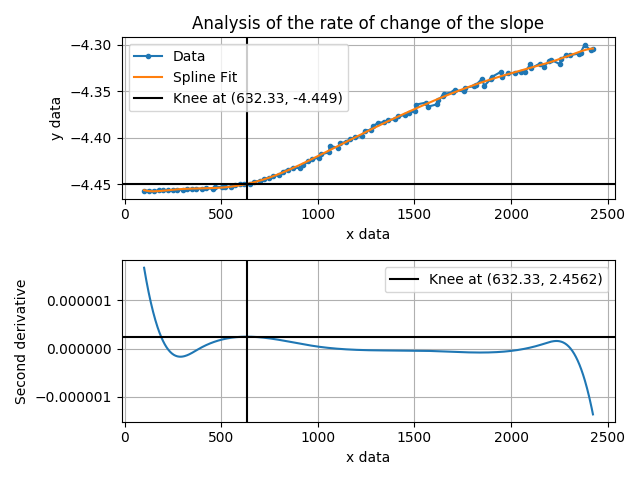 Analysis of the rate of change of the slope
−4.30
−4.35
−4.40
−4.45
y data
Data
Spline Fit
Knee at (632.33, -4.449)
0
500
1000
1500
2000
2500
x data
0.000001
0.000000
−0.000001
Second derivative
Knee at (632.33, 2.4562)
0
500
1000
1500
2000
2500
x data